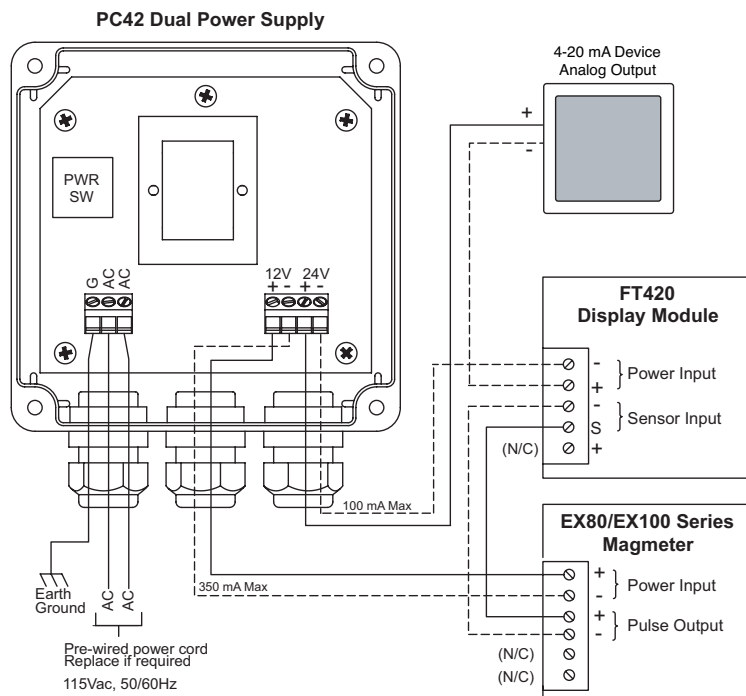 PC42 Dual Power Supply
4-20 mA Device
Analog Output
+
-
PWR
SW
G
AC
AC
12V 24V
+ - + -
FT420
Display Module
-
+
Power Input
-
S
Sensor Input
(N/C) +
100 mA Max
EX80/EX100 Series
Magmeter
+
-
Power Input
+
-
Pulse Output
(N/C)
(N/C)
350 mA Max
Earth
Ground
AC
AC
Pre-wired power cord
Replace if required
115Vac, 50/60Hz